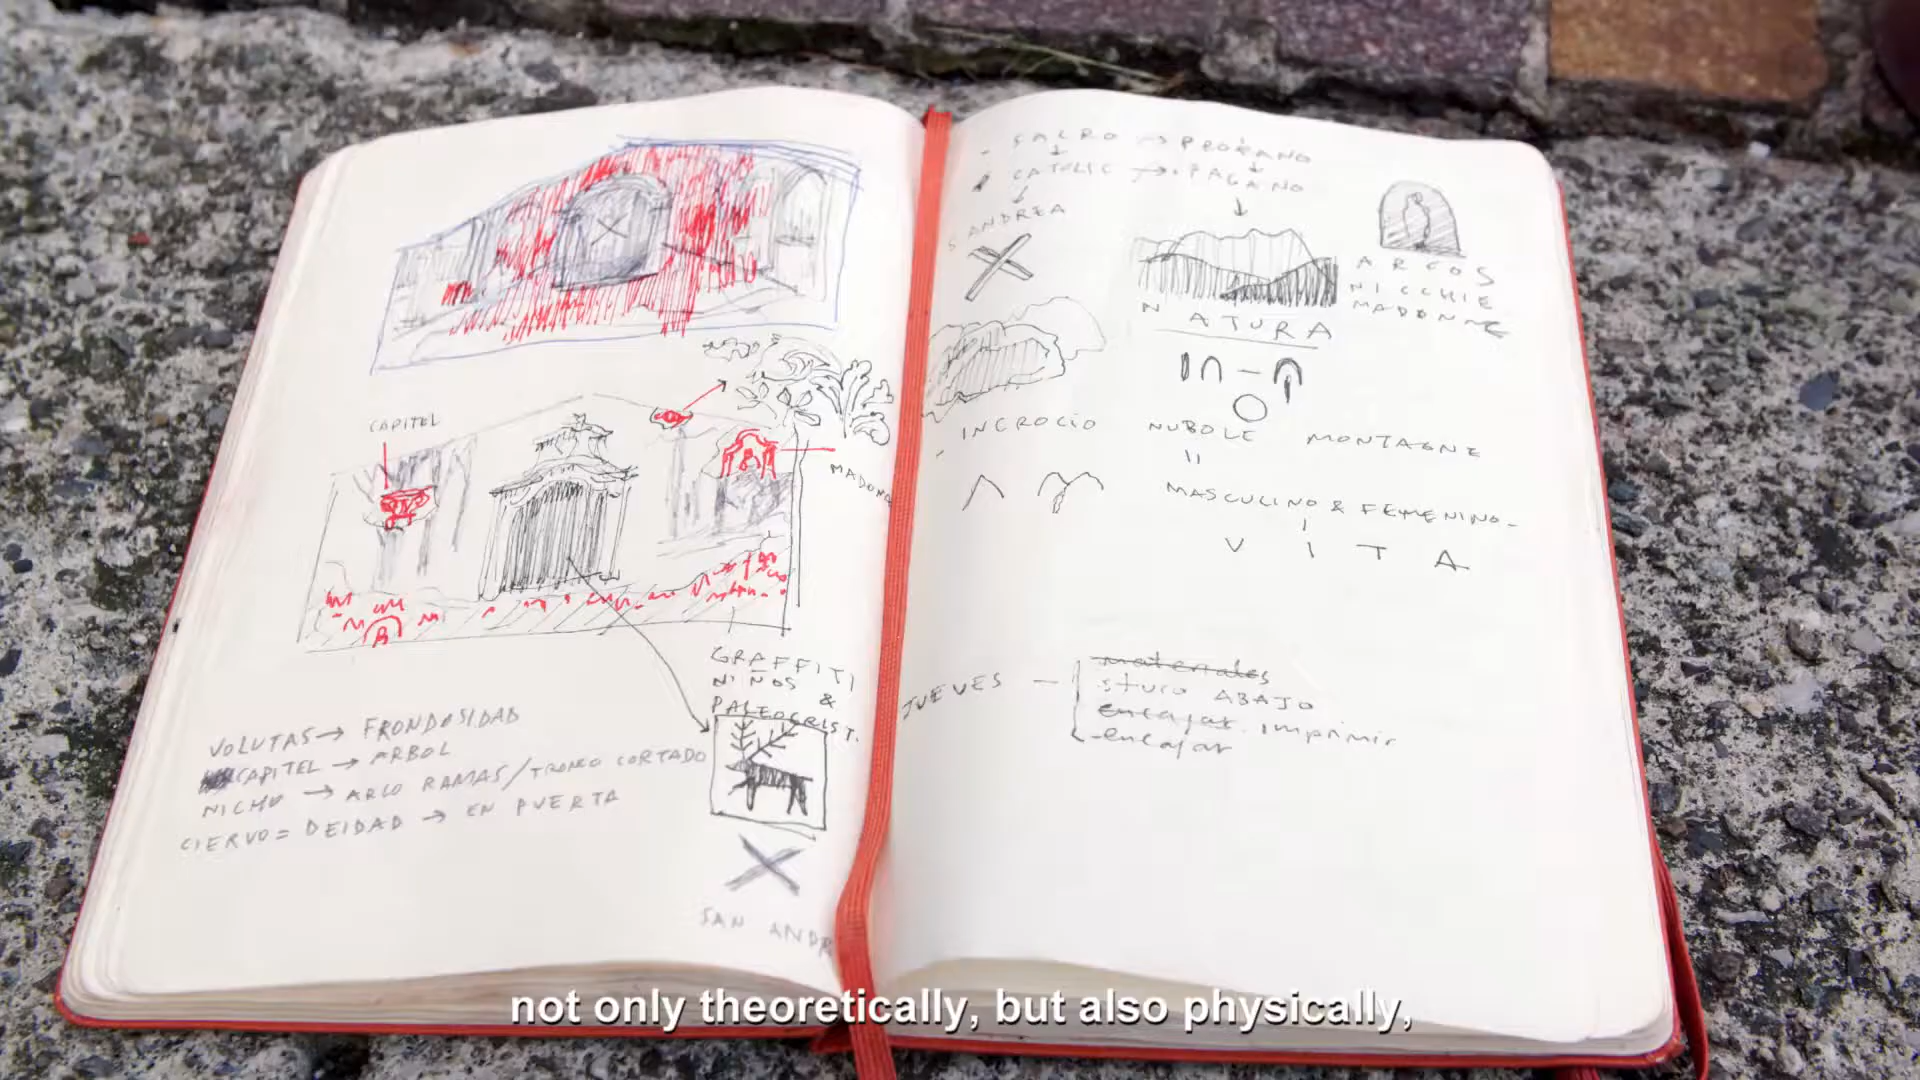 CAPITEL
MADONN
GRAFFITI
NIÑOS &
PALEOCRIST.
VOLUTAS → FRONDOSIDAD
CAPITEL → ARBOL
NICHO → ARCO RAMAS/TRONCO CORTADO
CIERVO = DEIDAD → EN PUERTA
SAN ANDR
- SACRO → PROFANO
CATOLIC → PAGANO
S ANDREA
ARCOS
NICCHIE
MADONNE
NATURA
INCROCIO
NUBOLE MONTAGNE
MASCULINO & FEMENINO-
VITA
JUEVES - materiales
stuco ABAJO
encajar. imprimir
-encajar
not only theoretically, but also physically,